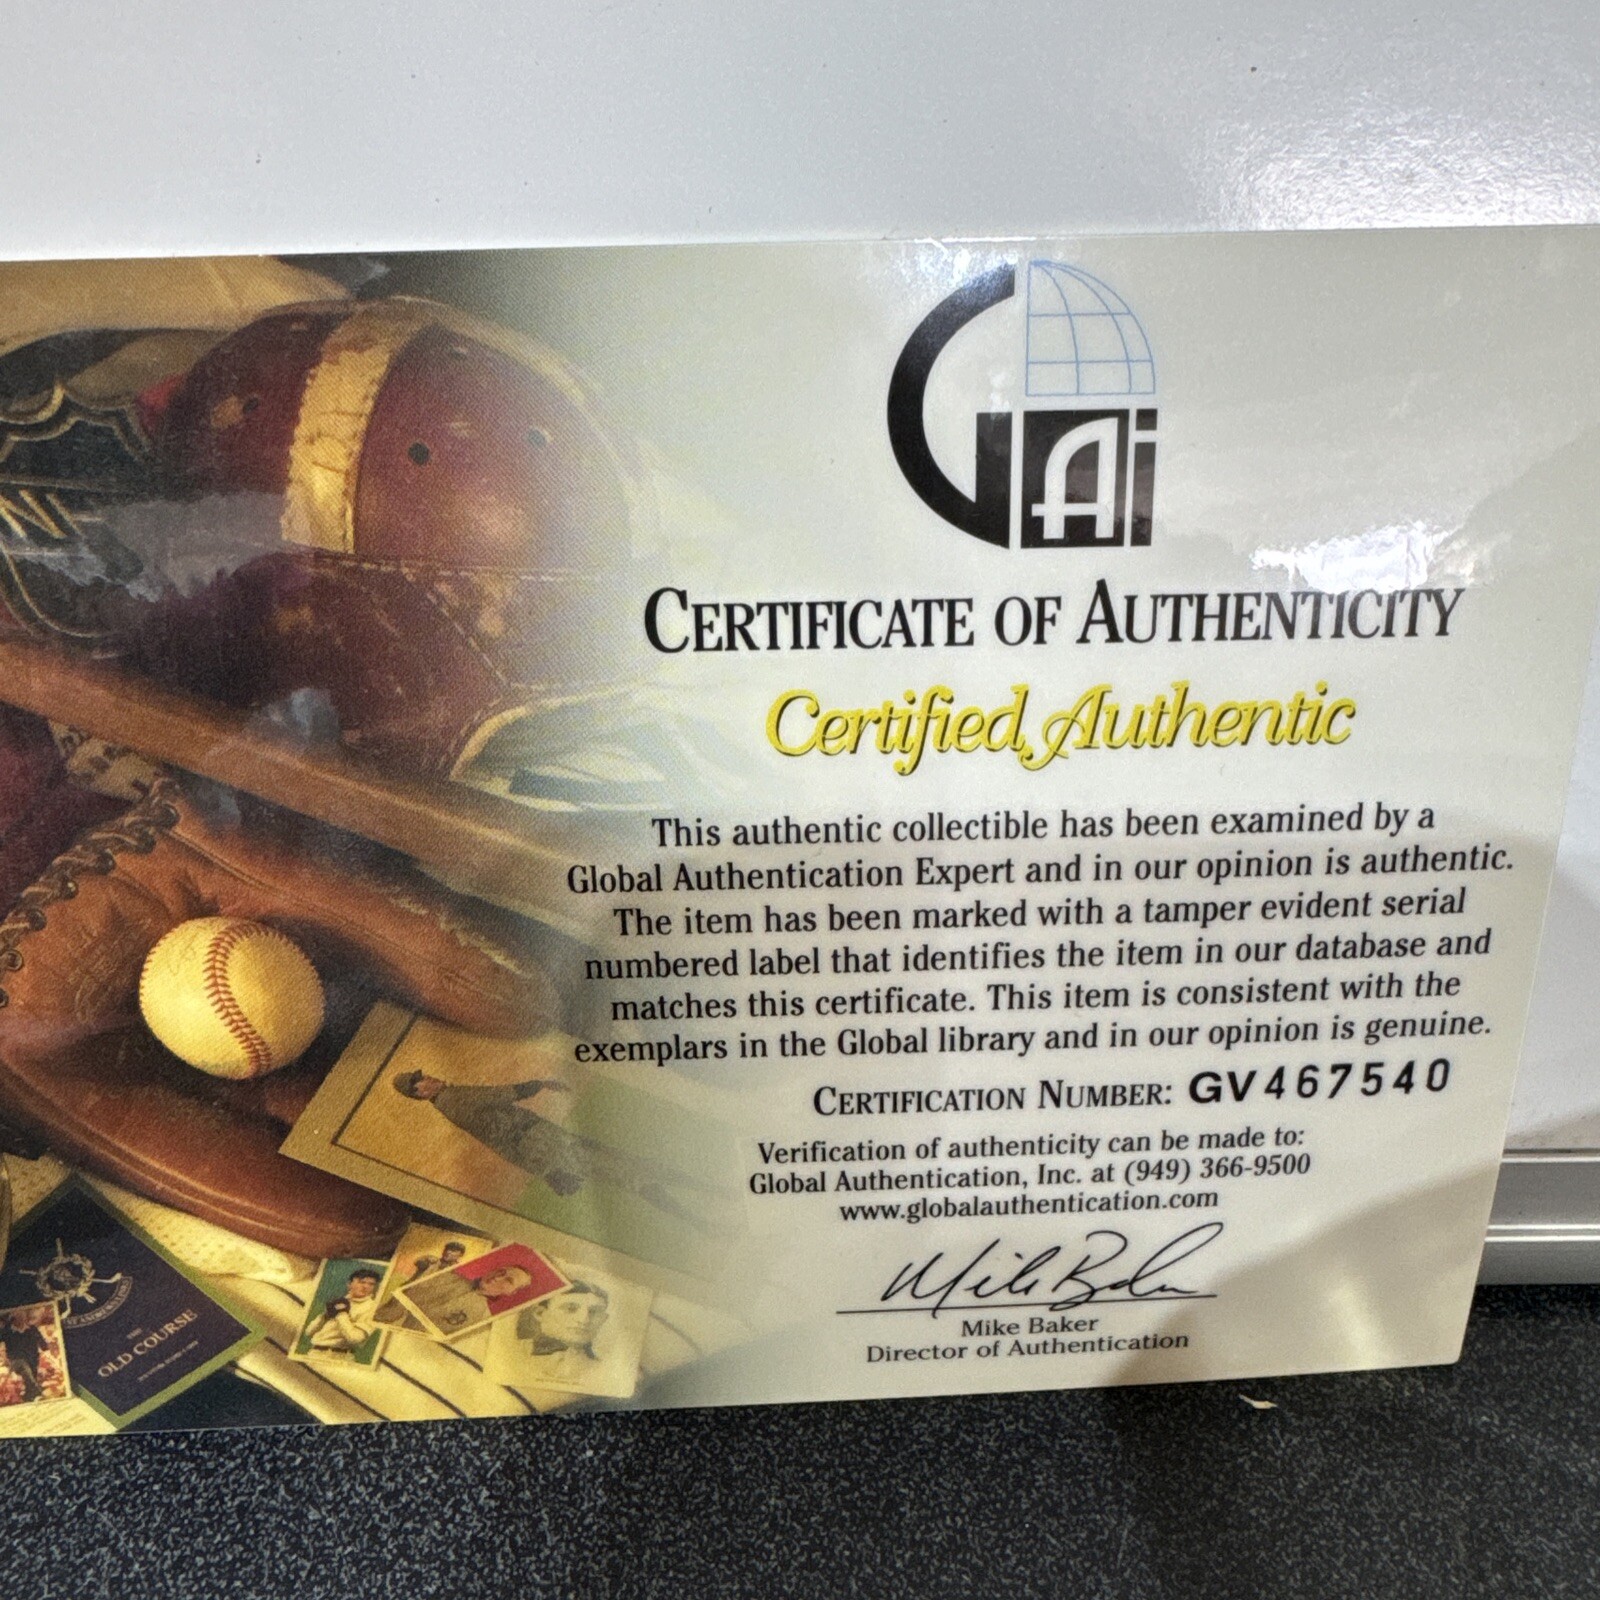 GAi
CERTIFICATE OF AUTHENTICITY
Certified Authentic
This authentic collectible has been examined by a
Global Authentication Expert and in our opinion is authentic.
The item has been marked with a tamper evident serial
numbered label that identifies the item in our database and
matches this certificate. This item is consistent with the
exemplars in the Global library and in our opinion is genuine.
CERTIFICATION NUMBER: GV467540
Verification of authenticity can be made to:
Global Authentication, Inc. at (949) 366-9500
www.globalauthentication.com
Mike Baker
Mike Baker
Director of Authentication
OLD COURSE